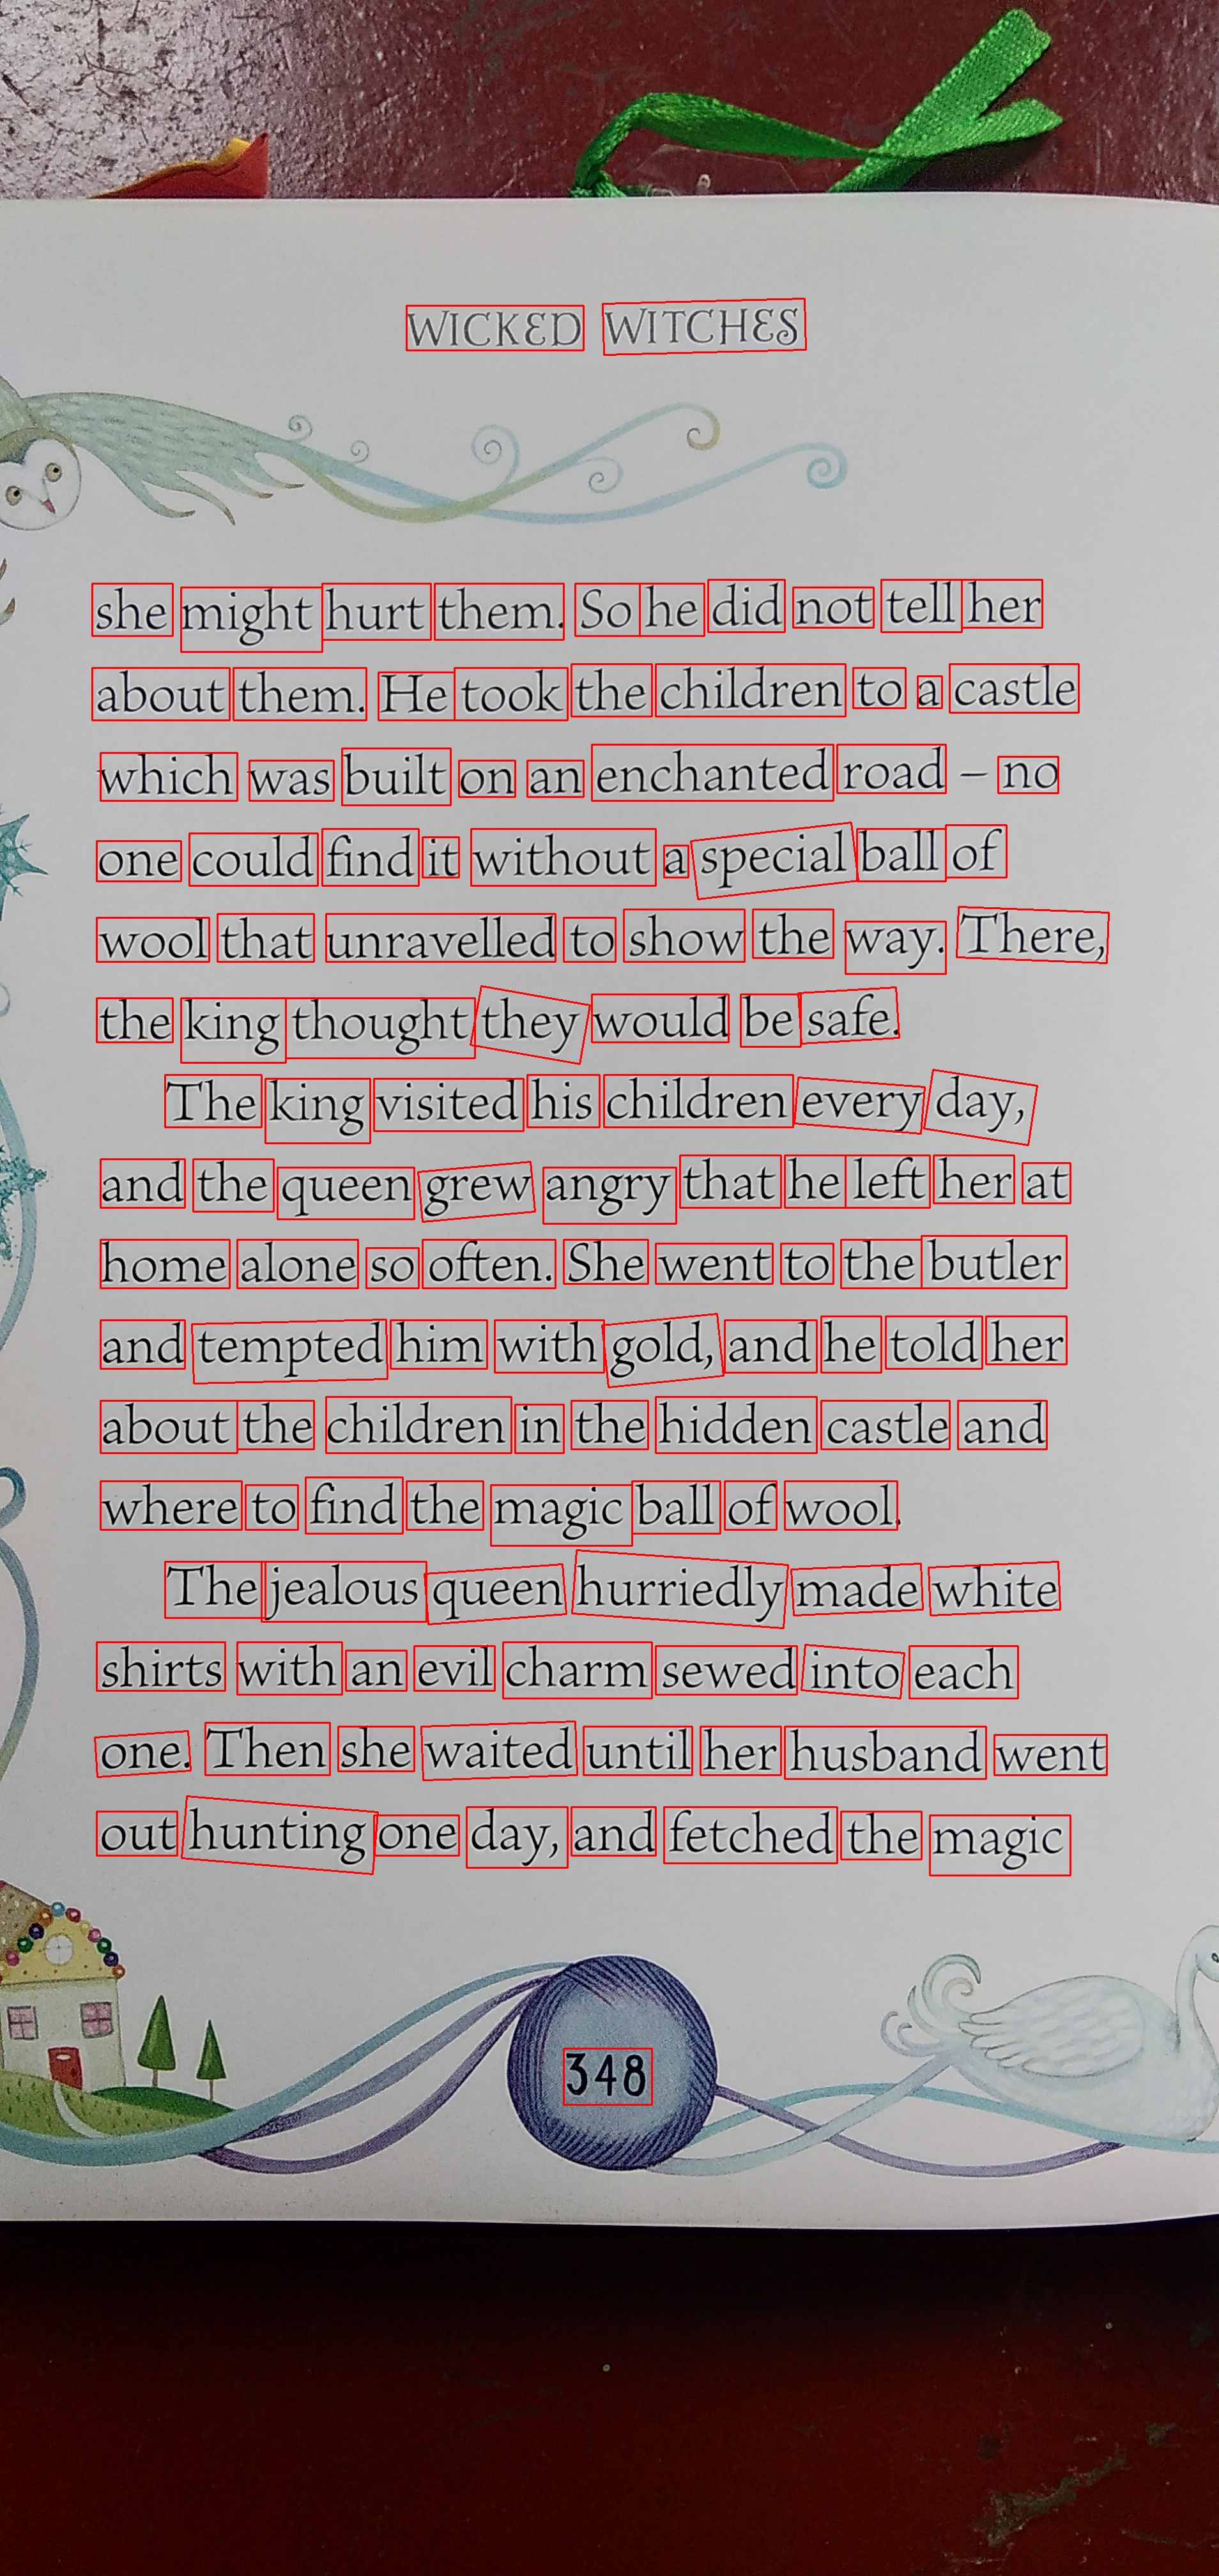 WICKED WITCHES
she might hurt them. So he did not tell her
about them. He took the children to a castle
which was built on an enchanted road – no
one could find it without a special ball of
wool that unravelled to show the way. There,
the king thought they would be safe.
The king visited his children every day,
and the queen grew angry that he left her at
home alone so often. She went to the butler
and tempted him with gold, and he told her
about the children in the hidden castle and
where to find the magic ball of wool.
The jealous queen hurriedly made white
shirts with an evil charm sewed into each
one. Then she waited until her husband went
out hunting one day, and fetched the magic
348